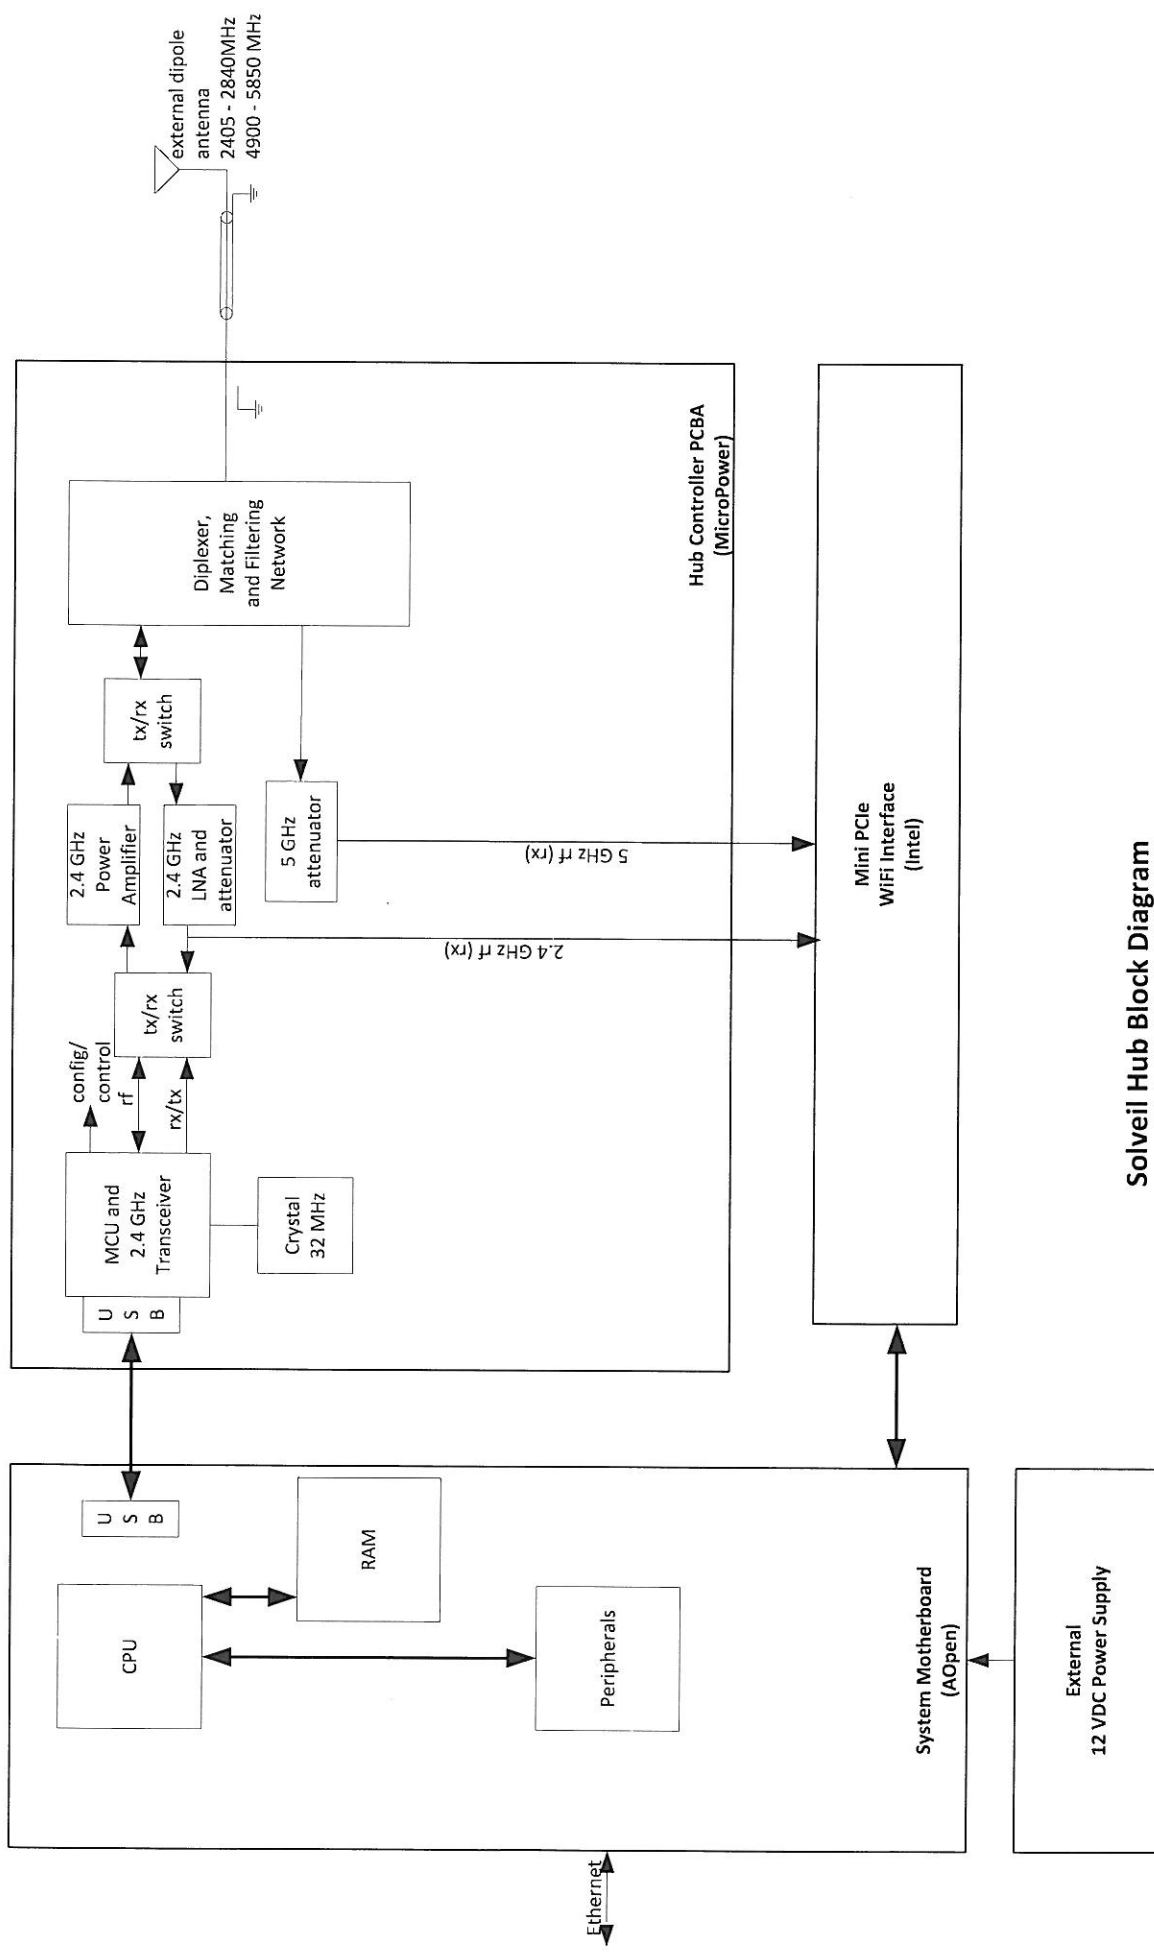 external dipole
antenna
2405 - 2840MHz
4900 - 5850 MHz
config/
control
rf
rx/tx
U
S
B
MCU and
2.4 GHz
Transceiver
Crystal
32 MHz
tx/rx
switch
2.4 GHz
Power
Amplifier
2.4 GHz
LNA and
attenuator
tx/rx
switch
5 GHz
attenuator
Diplexer,
Matching
and Filtering
Network
2.4 GHz rf (rx)
5 GHz rf (rx)
Hub Controller PCBA
(MicroPower)
U
S
B
CPU
RAM
Peripherals
Ethernet
System Motherboard
(AOpen)
Mini PCIe
WiFi Interface
(Intel)
External
12 VDC Power Supply
Solveil Hub Block Diagram